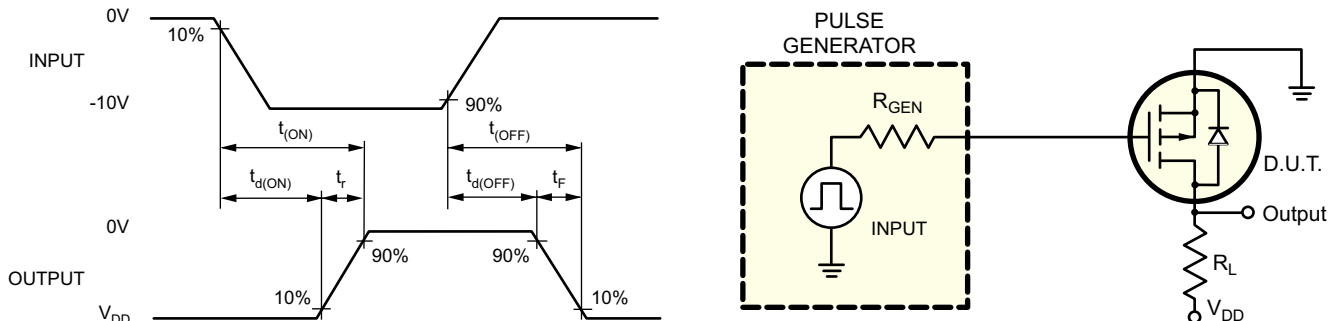 0V
10%
INPUT
-10V
90%
t(ON)
t(OFF)
td(ON)
tr
td(OFF)
tF
0V
90%
90%
OUTPUT
10%
10%
VDD
PULSE
GENERATOR
RGEN
INPUT
D.U.T.
Output
RL
VDD